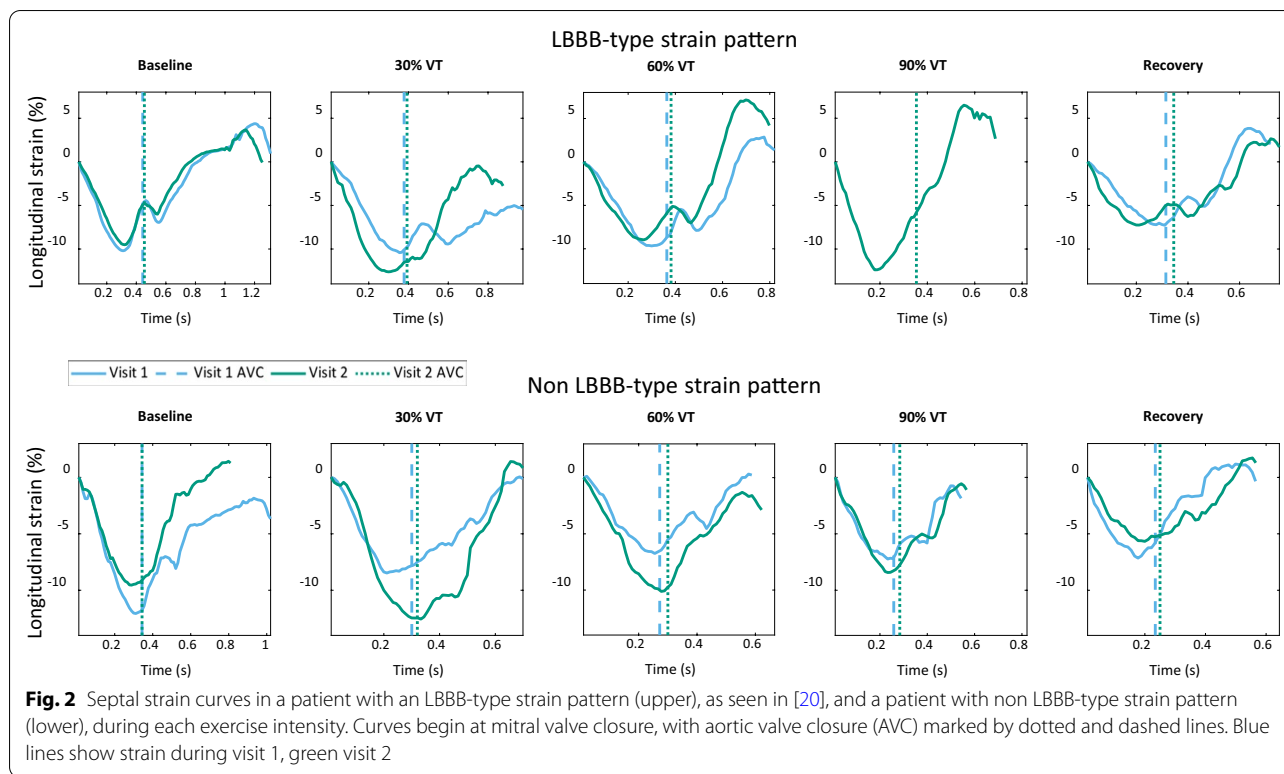 LBBB-type strain pattern
Baseline 30% VT 60% VT 90% VT Recovery
Longitudinal strain (%)
5 5 5 5 5
0 0 0 0 0
-5 -5 -5 -5 -5
-10 -10 -10 -10 -10
0.2 0.4 0.6 0.8 1 1.2 0.2 0.4 0.6 0.8 0.2 0.4 0.6 0.8 0.2 0.4 0.6 0.8 0.2 0.4 0.6
Time (s) Time (s) Time (s) Time (s) Time (s)
Visit 1 Visit 1 AVC Visit 2 Visit 2 AVC
Non LBBB-type strain pattern
Baseline 30% VT 60% VT 90% VT Recovery
Longitudinal strain (%)
0 0 0 0 0
-5 -5 -5 -5 -5
-10 -10 -10 -10 -10
0.2 0.4 0.6 0.8 1 0.2 0.4 0.6 0.2 0.4 0.6 0.2 0.4 0.6 0.8 0.2 0.4 0.6
Time (s) Time (s) Time (s) Time (s) Time (s)
Fig. 2 Septal strain curves in a patient with an LBBB-type strain pattern (upper), as seen in [20], and a patient with non LBBB-type strain pattern
(lower), during each exercise intensity. Curves begin at mitral valve closure, with aortic valve closure (AVC) marked by dotted and dashed lines. Blue
lines show strain during visit 1, green visit 2